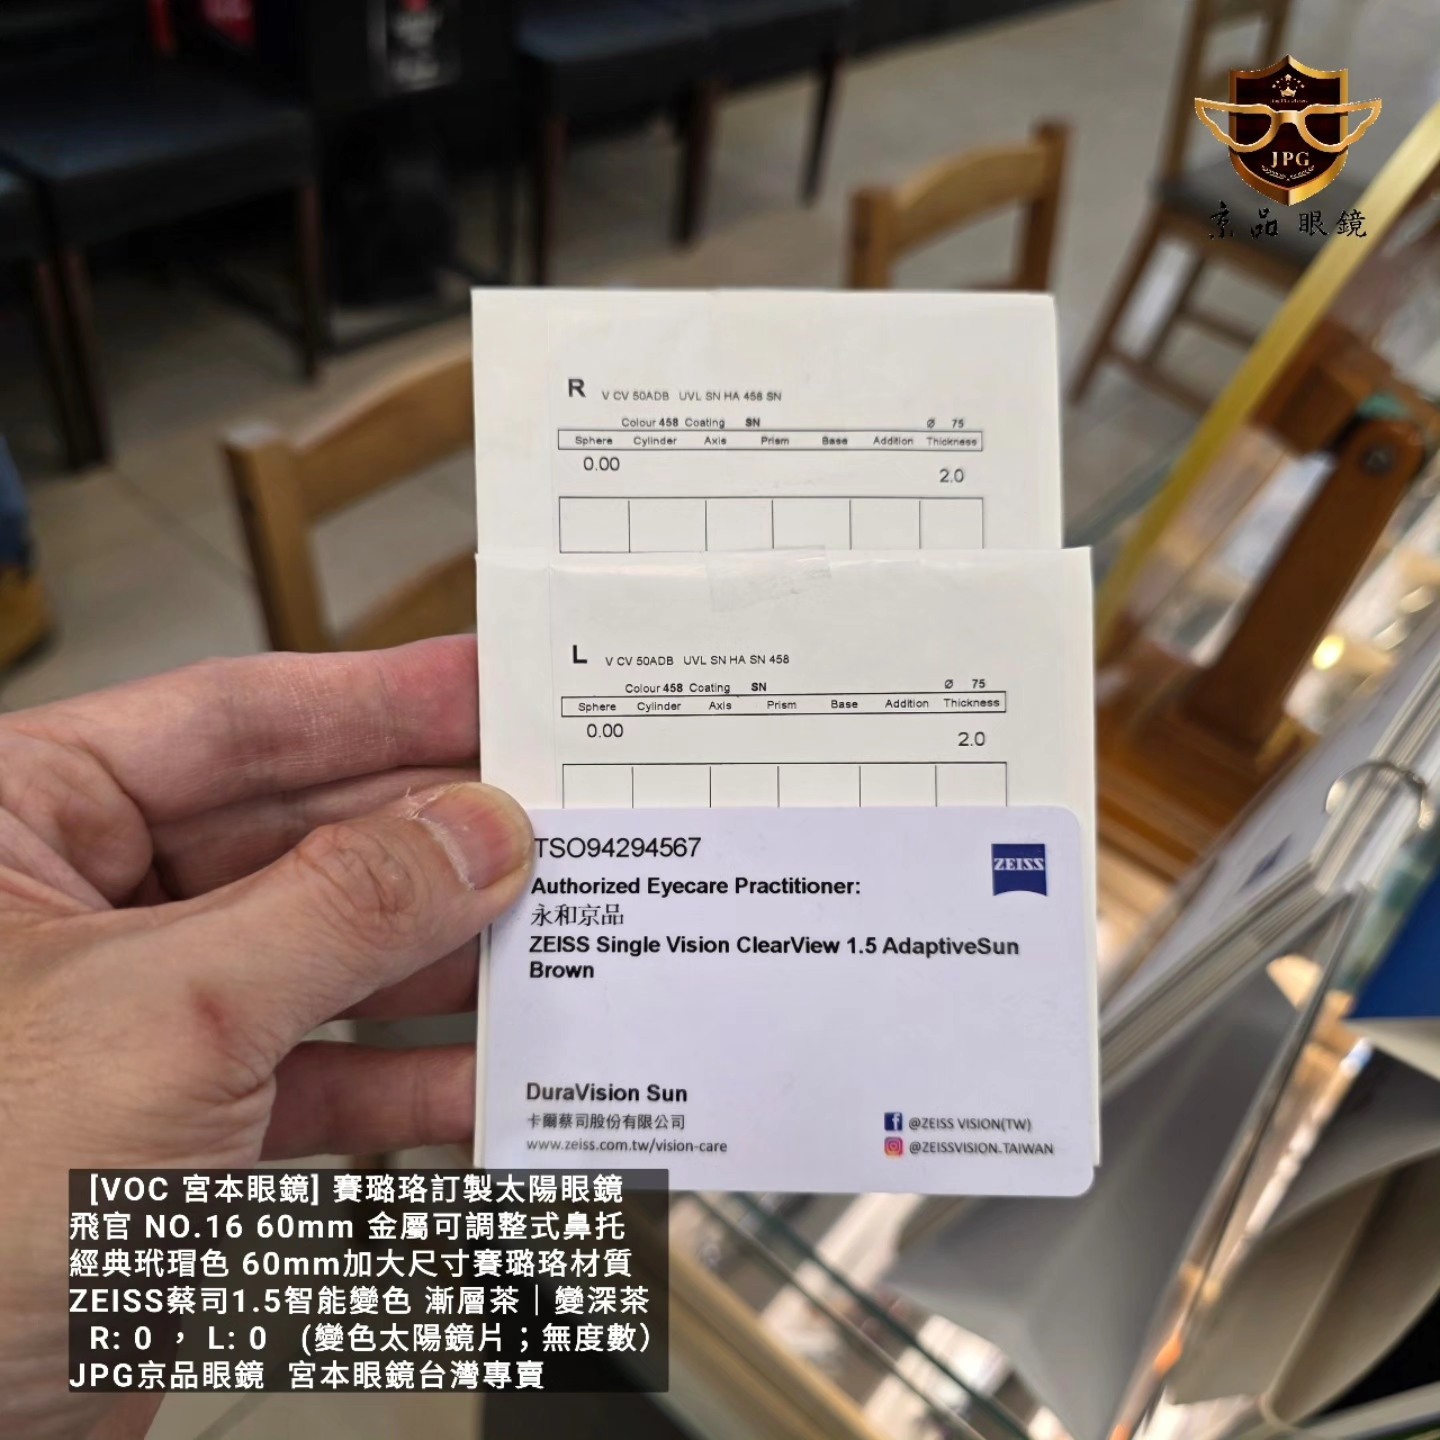 JPG
京品眼鏡
R V CV 50ADB UVL SN HA 458 SN
Colour 458 Coating SN Ø 75
Sphere Cylinder Axis Prism Base Addition Thickness
0.00 2.0
L V CV 50ADB UVL SN HA SN 458
Colour 458 Coating SN Ø 75
Sphere Cylinder Axis Prism Base Addition Thickness
0.00 2.0
TSO94294567
ZEISS
Authorized Eyecare Practitioner:
永和京品
ZEISS Single Vision ClearView 1.5 AdaptiveSun
Brown
DuraVision Sun
卡爾蔡司股份有限公司
www.zeiss.com.tw/vision-care
@ZEISS VISION(TW)
@ZEISSVISION.TAIWAN
[VOC 宮本眼鏡] 賽璐珞訂製太陽眼鏡
飛官 NO.16 60mm 金屬可調整式鼻托
經典玳瑁色 60mm加大尺寸賽璐珞材質
ZEISS蔡司1.5智能變色 漸層茶｜變深茶
R: 0 ， L: 0 (變色太陽鏡片；無度數)
JPG京品眼鏡 宮本眼鏡台灣專賣